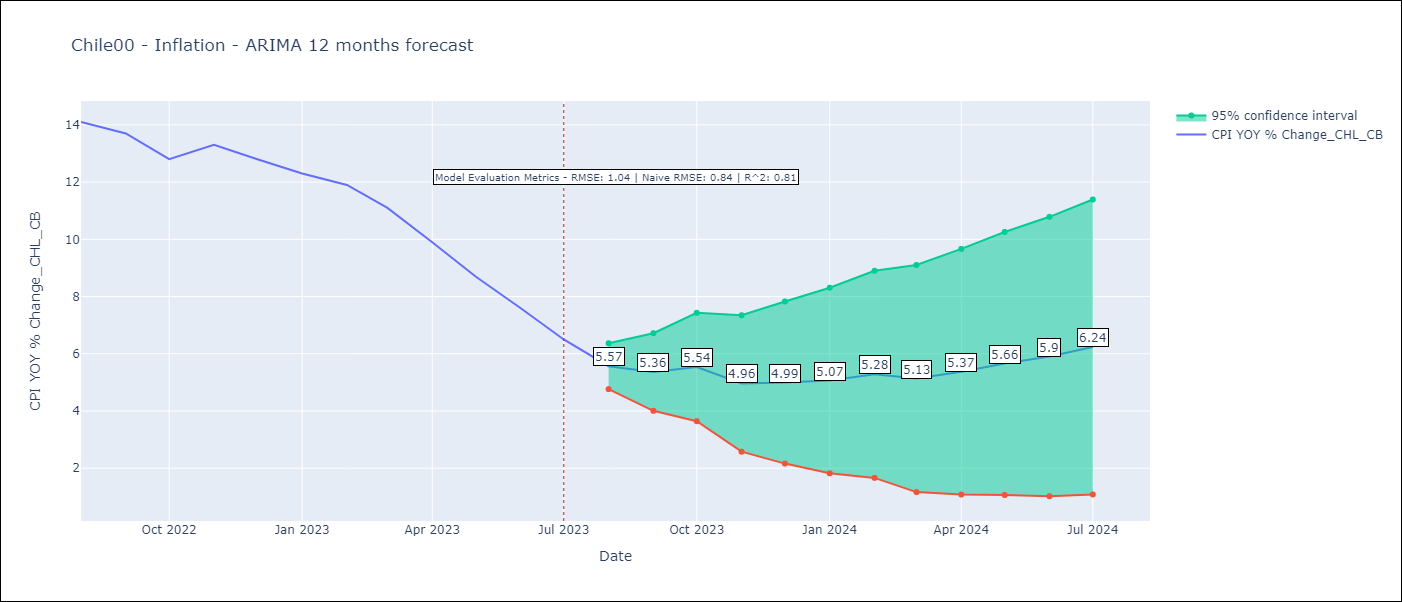 Chile00 - Inflation - ARIMA 12 months forecast
95% confidence interval
CPI YOY % Change_CHL_CB
Model Evaluation Metrics - RMSE: 1.04 | Naive RMSE: 0.84 | R^2: 0.81
CPI YOY % Change_CHL_CB
14
12
10
8
6
4
2
5.57
5.36
5.54
4.96
4.99
5.07
5.28
5.13
5.37
5.66
5.9
6.24
Oct 2022
Jan 2023
Apr 2023
Jul 2023
Oct 2023
Jan 2024
Apr 2024
Jul 2024
Date